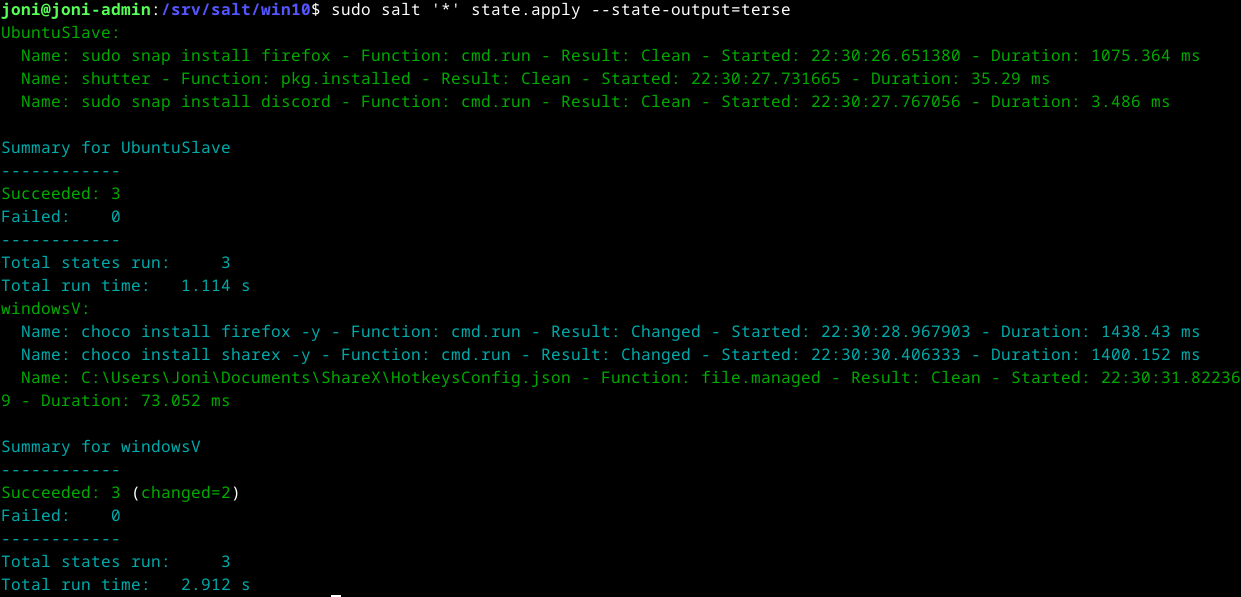 joni@joni-admin:/srv/salt/win10$ sudo salt '*' state.apply --state-output=terse
UbuntuSlave:
  Name: sudo snap install firefox - Function: cmd.run - Result: Clean - Started: 22:30:26.651380 - Duration: 1075.364 ms
  Name: shutter - Function: pkg.installed - Result: Clean - Started: 22:30:27.731665 - Duration: 35.29 ms
  Name: sudo snap install discord - Function: cmd.run - Result: Clean - Started: 22:30:27.767056 - Duration: 3.486 ms

Summary for UbuntuSlave
------------
Succeeded: 3
Failed:    0
------------
Total states run:     3
Total run time:   1.114 s
windowsV:
  Name: choco install firefox -y - Function: cmd.run - Result: Changed - Started: 22:30:28.967903 - Duration: 1438.43 ms
  Name: choco install sharex -y - Function: cmd.run - Result: Changed - Started: 22:30:30.406333 - Duration: 1400.152 ms
  Name: C:\Users\Joni\Documents\ShareX\HotkeysConfig.json - Function: file.managed - Result: Clean - Started: 22:30:31.82236
9 - Duration: 73.052 ms

Summary for windowsV
------------
Succeeded: 3 (changed=2)
Failed:    0
------------
Total states run:     3
Total run time:   2.912 s